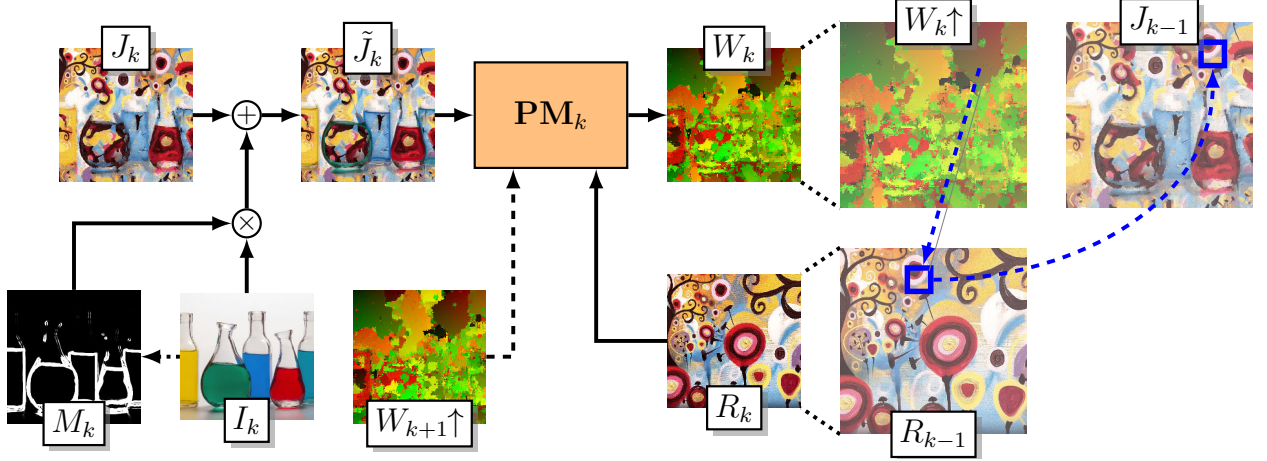 J_k
J̃_k
W_k
W_k↑
J_{k−1}
+
PM_k
×
M_k
I_k
W_{k+1}↑
R_k
R_{k−1}